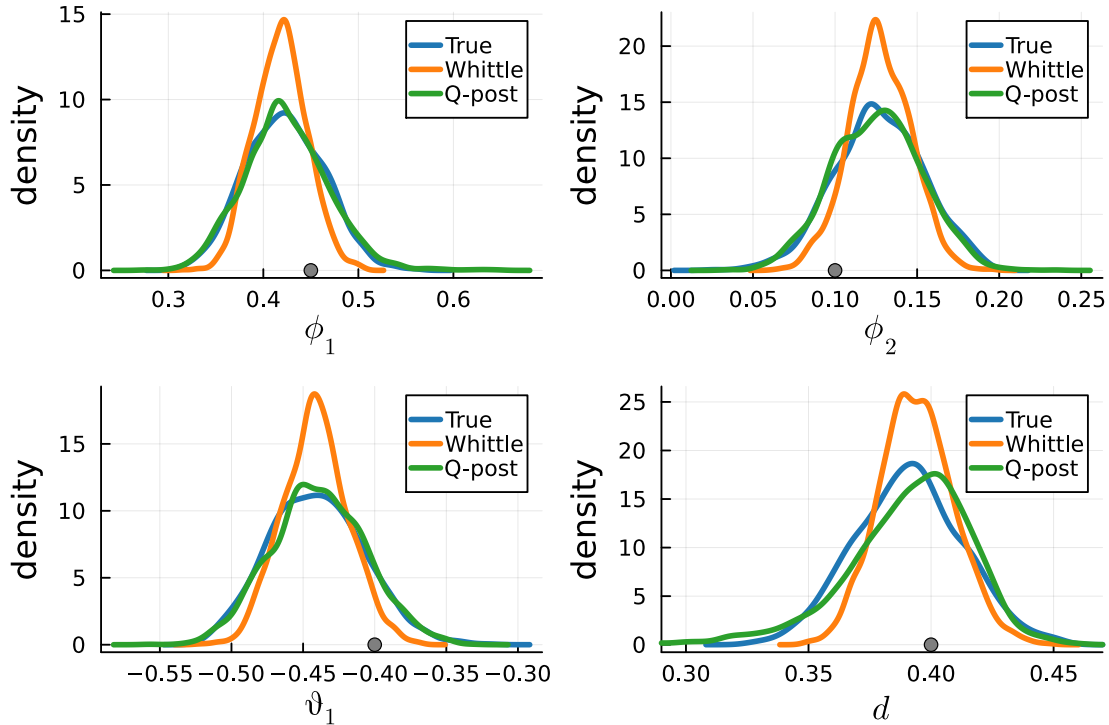 15
10
5
0
density
True
Whittle
Q-post
0.3 0.4 0.5 0.6
ϕ₁
20
15
10
5
0
density
True
Whittle
Q-post
0.00 0.05 0.10 0.15 0.20 0.25
ϕ₂
15
10
5
0
density
True
Whittle
Q-post
−0.55 −0.50 −0.45 −0.40 −0.35 −0.30
ϑ₁
25
20
15
10
5
0
density
True
Whittle
Q-post
0.30 0.35 0.40 0.45
d